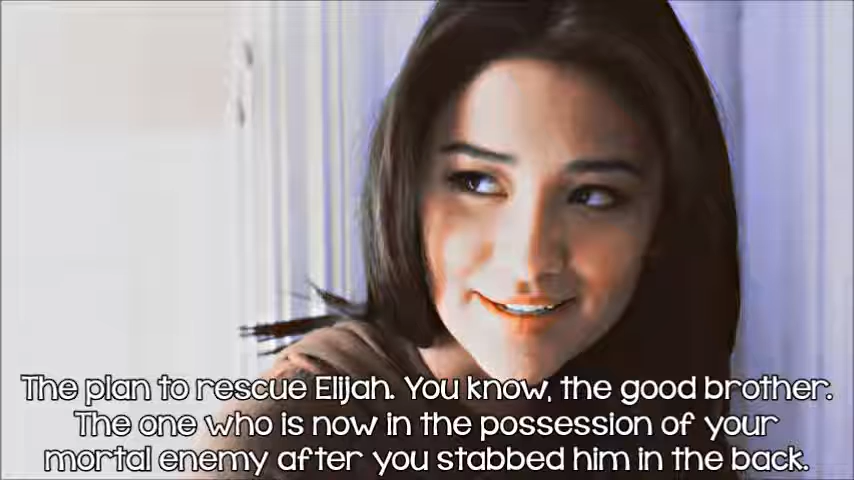 The plan to rescue Elijah. You know, the good brother.
The one who is now in the possession of your
mortal enemy after you stabbed him in the back.